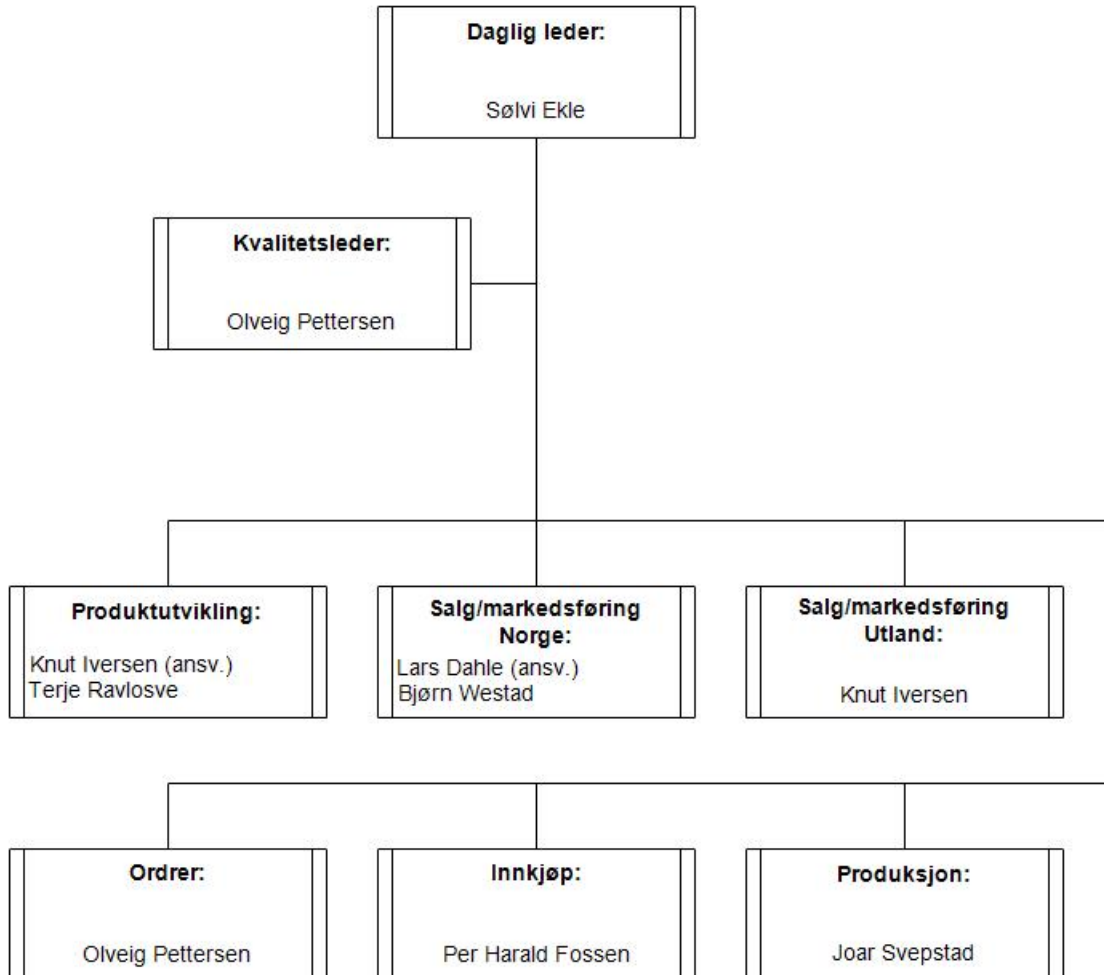 Daglig leder:
Sølvi Ekle
Kvalitetsleder:
Olveig Pettersen
Produktutvikling:
Knut Iversen (ansv.)
Terje Ravlosve
Salg/markedsføring
Norge:
Lars Dahle (ansv.)
Bjørn Westad
Salg/markedsføring
Utland:
Knut Iversen
Ordrer:
Olveig Pettersen
Innkjøp:
Per Harald Fossen
Produksjon:
Joar Svepstad